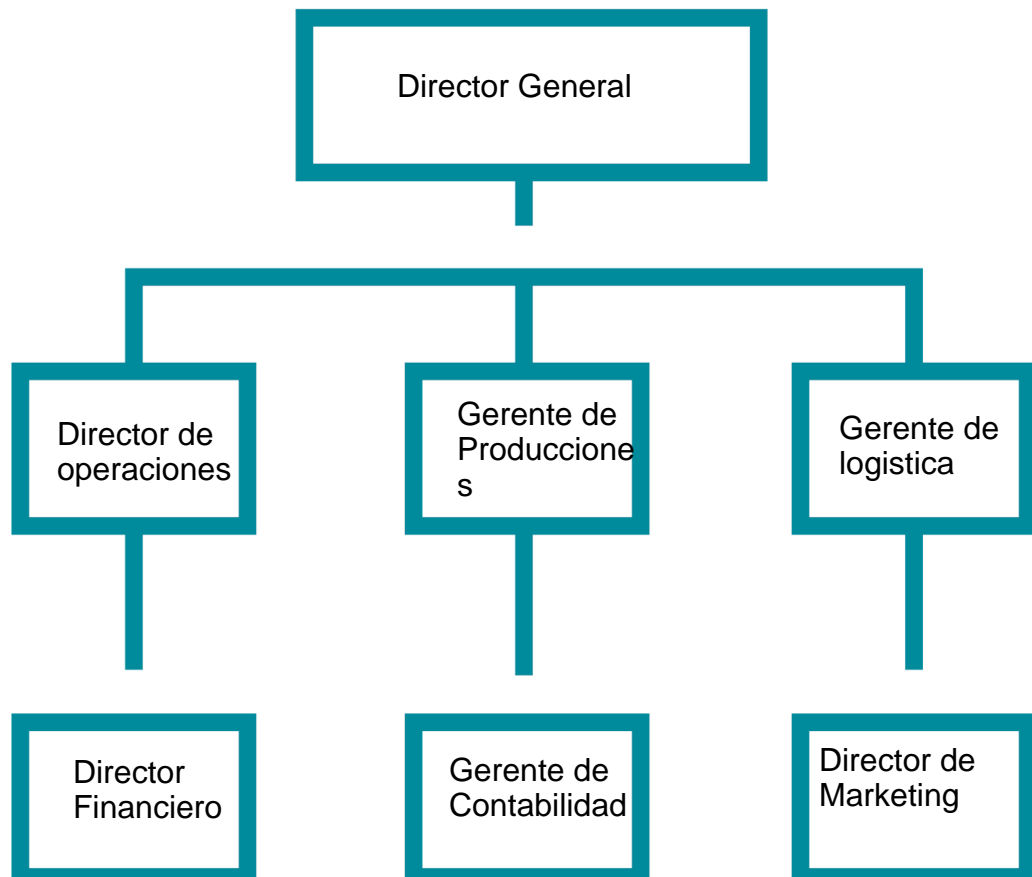 Director General
Director de
operaciones
Gerente de
Produccione
s
Gerente de
logistica
Director
Financiero
Gerente de
Contabilidad
Director de
Marketing